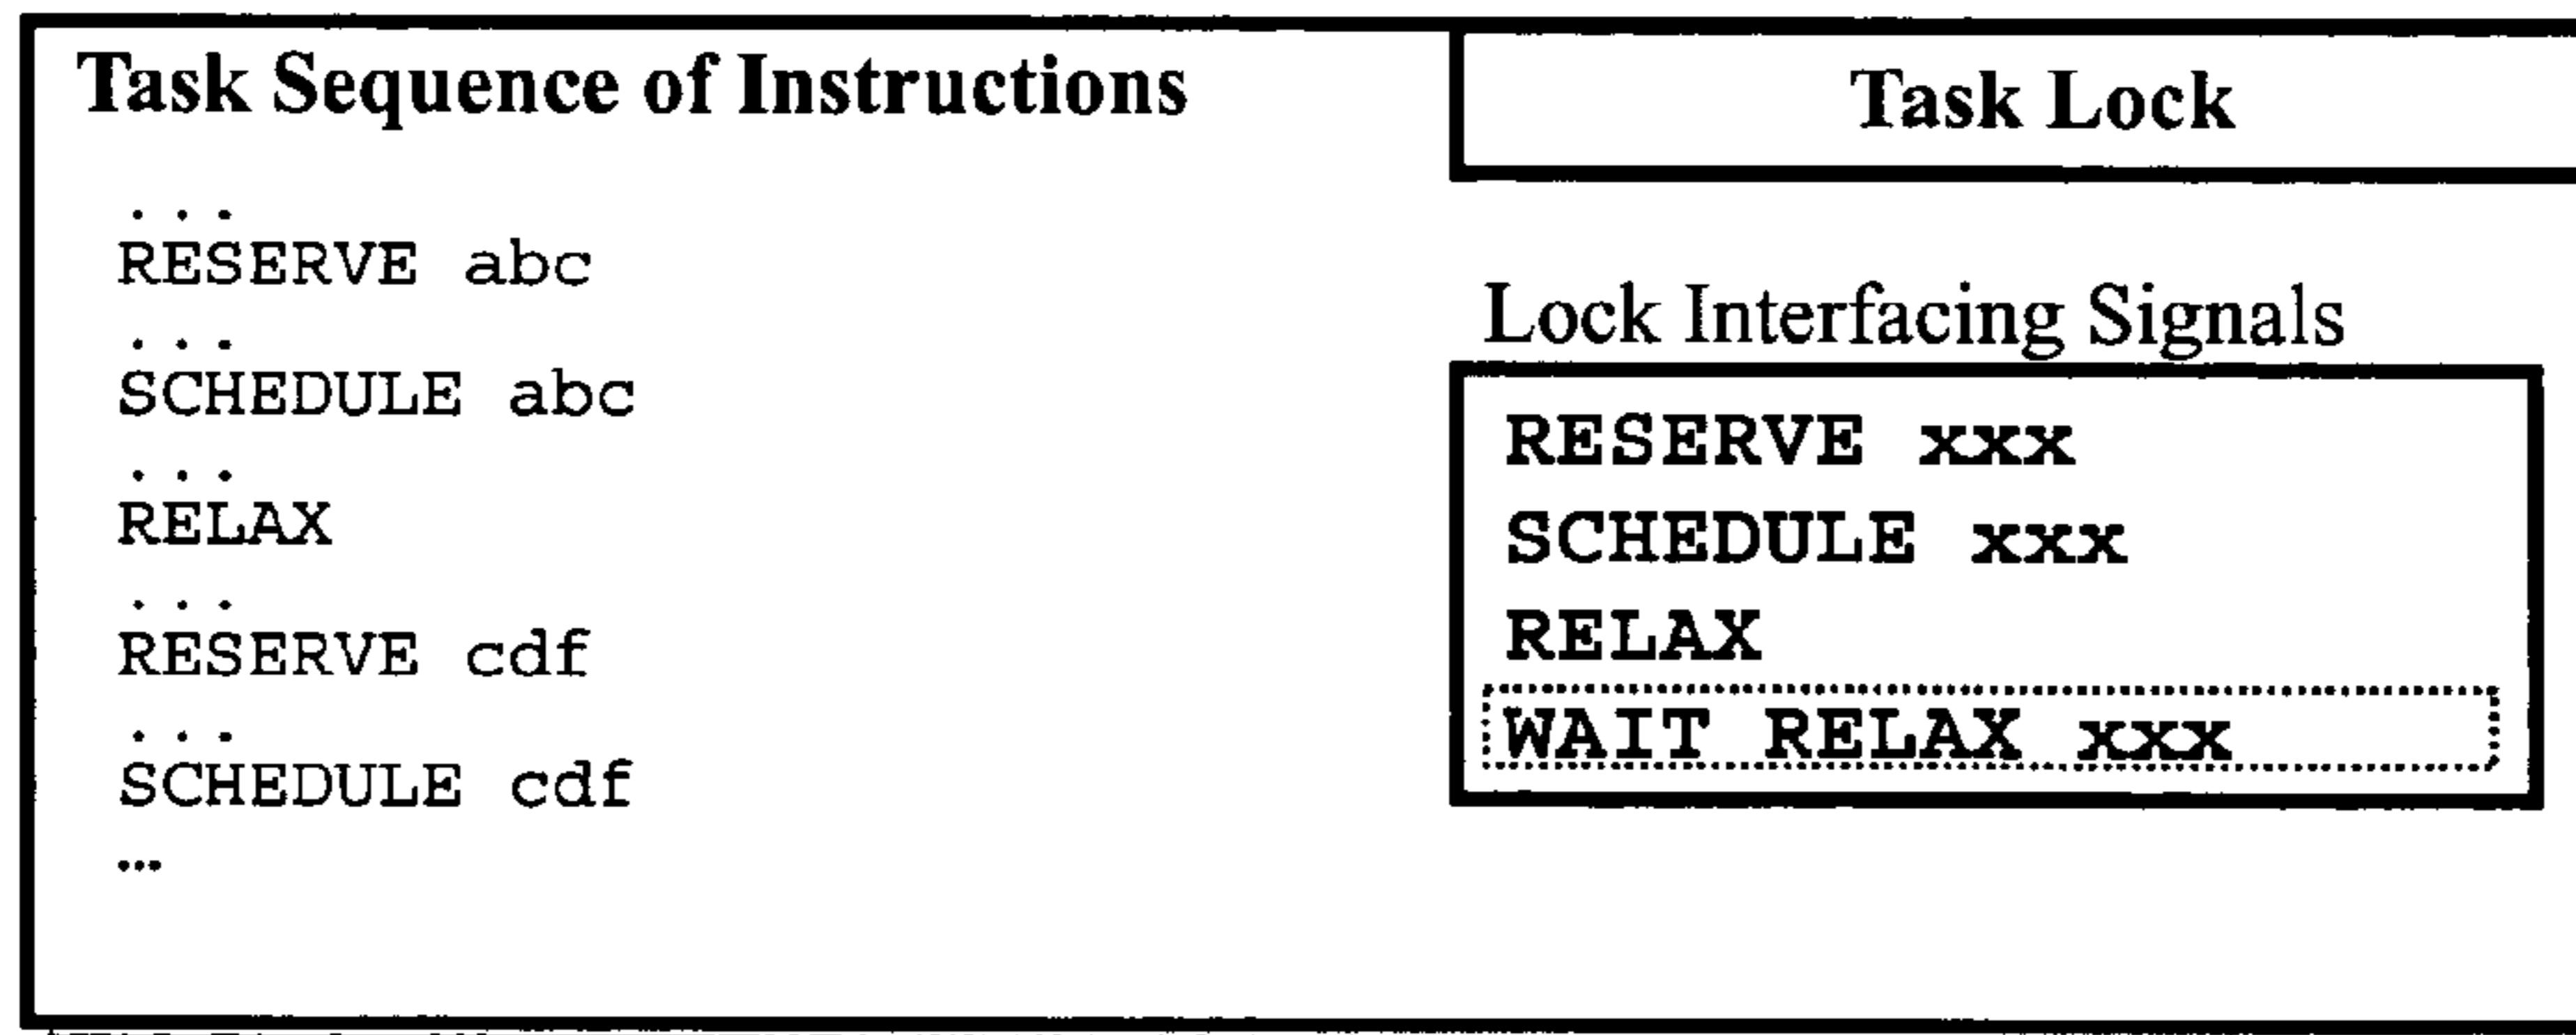 Task Sequence of Instructions
...
RESERVE abc
...
SCHEDULE abc
...
RELAX
...
RESERVE cdf
...
SCHEDULE cdf
...
Task Lock
Lock Interfacing Signals
RESERVE xxx
SCHEDULE xxx
RELAX
WAIT RELAX xxx